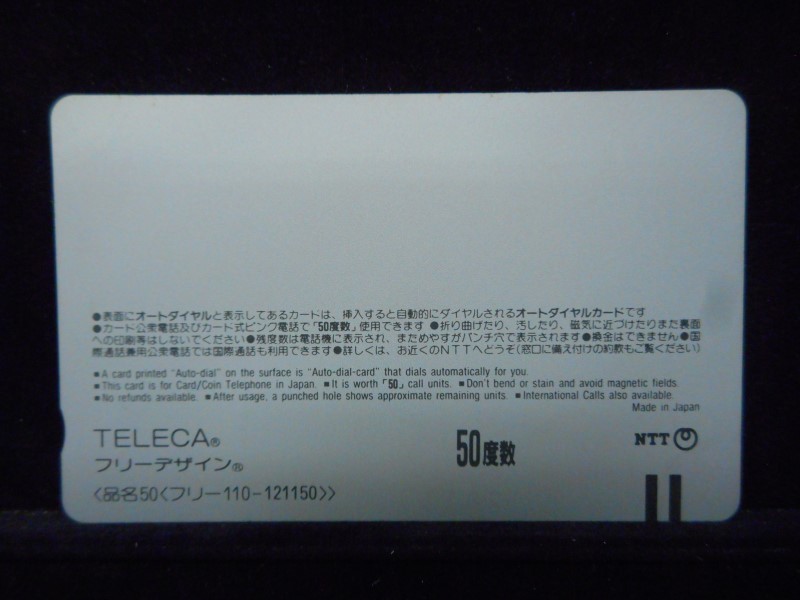 ●表面にオートダイヤルと表示してあるカードは、挿入すると自動的にダイヤルされるオートダイヤルカードです
●カード公衆電話及びカード式ピンク電話で「50度数」使用できます ●折り曲げたり、汚したり、磁気に近づけたりまた裏面
への印刷等はしないでください●残度数は電話機に表示され、まためやすがパンチ穴で表示されます●換金はできません●国
際通話兼用公衆電話では国際通話も利用できます●詳しくは、お近くのNTTへどうぞ(窓口に備え付けの約款もご覧ください)
■A card printed "Auto-dial" on the surface is "Auto-dial-card" that dials automatically for you.
■This card is for Card/Coin Telephone in Japan. ■It is worth「50」call units. ■Don't bend or stain and avoid magnetic fields.
■No refunds available. ■After usage, a punched hole shows approximate remaining units. ■International Calls also available.
Made in Japan
TELECA®
フリーデザイン®
50度数
NTT
〈品名50〈フリー110-121150〉〉